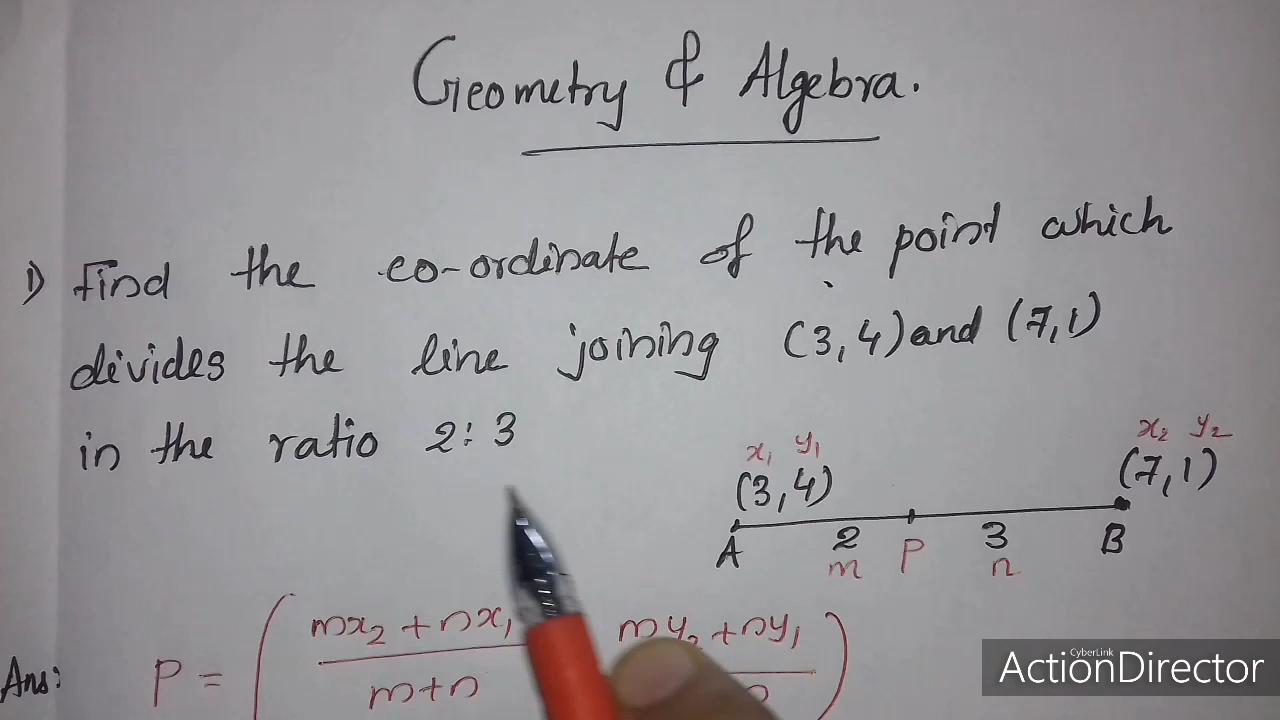 Geometry & Algebra.
1) Find the co-ordinate of the point which
divides the line joining (3,4) and (7,1)
in the ratio 2:3
x₁ y₁
(3,4)
x₂ y₂
(7,1)
A 2 P 3 B
m n
mx₂ + nx₁ my₂ + ny₁
Ans: P =
m+n n
CyberLink
ActionDirector